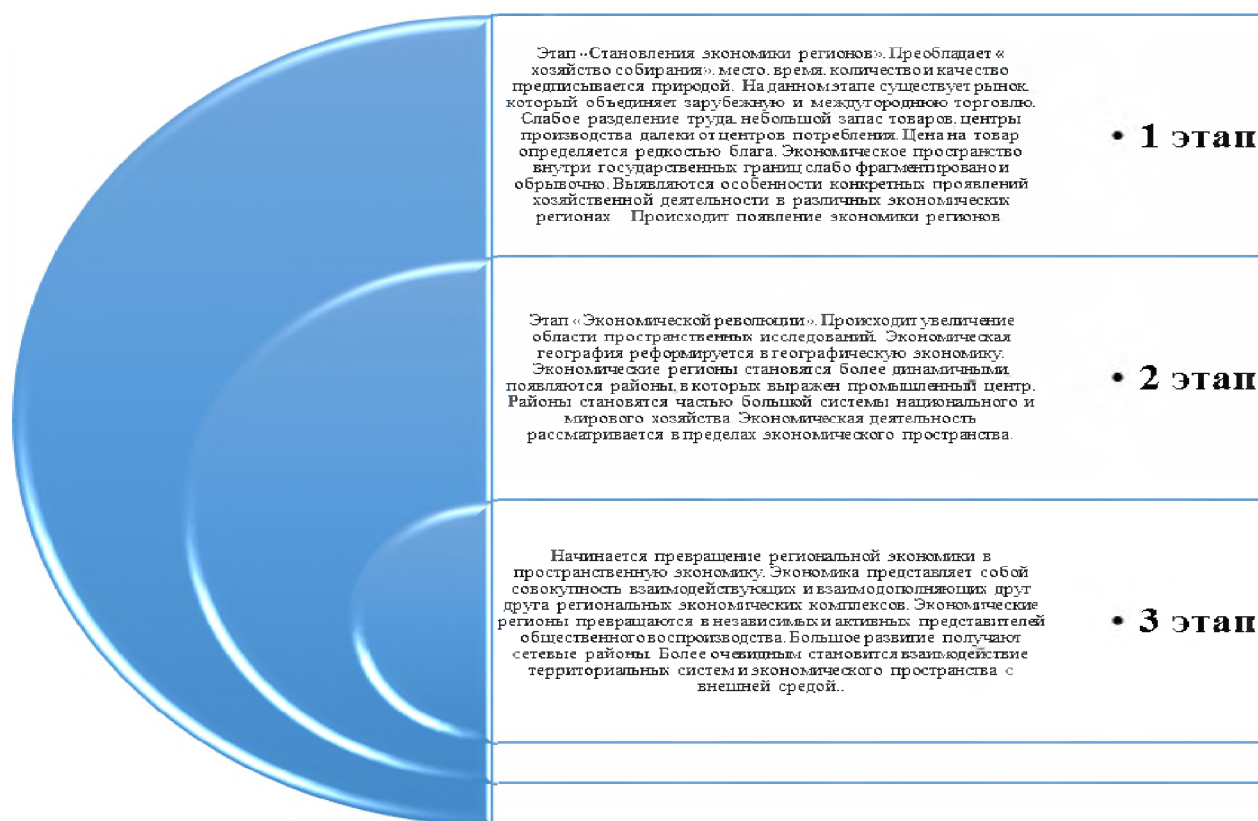 Этап «Становления экономики регионов». Преобладает «
хозяйство собирания», место, время, количество и качество
предписывается природой. На данном этапе существует рынок,
который объединяет зарубежную и междугороднюю торговлю.
Слабое разделение труда, небольшой запас товаров, центры
производства далеки от центров потребления. Цена на товар
определяется редкостью блага. Экономическое пространство
внутри государственных границ слабо фрагментировано и
обрывочно. Выявляются особенности конкретных проявлений
хозяйственной деятельности в различных экономических
регионах Происходит появление экономики регионов
• 1 этап
Этап «Экономической революции». Происходит увеличение
области пространственных исследований. Экономическая
география реформируется в географическую экономику.
Экономические регионы становятся более динамичными,
появляются районы, в которых выражен промышленный центр.
Районы становятся частью большой системы национального и
мирового хозяйства. Экономическая деятельность
рассматривается в пределах экономического пространства.
• 2 этап
Начинается превращение региональной экономики в
пространственную экономику. Экономика представляет собой
совокупность взаимодействующих и взаимодополняющих друг
друга региональных экономических комплексов. Экономические
регионы превращаются в независимых и активных представителей
общественного воспроизводства. Большое развитие получают
сетевые районы. Более очевидным становится взаимодействие
территориальных систем и экономического пространства с
внешней средой..
• 3 этап